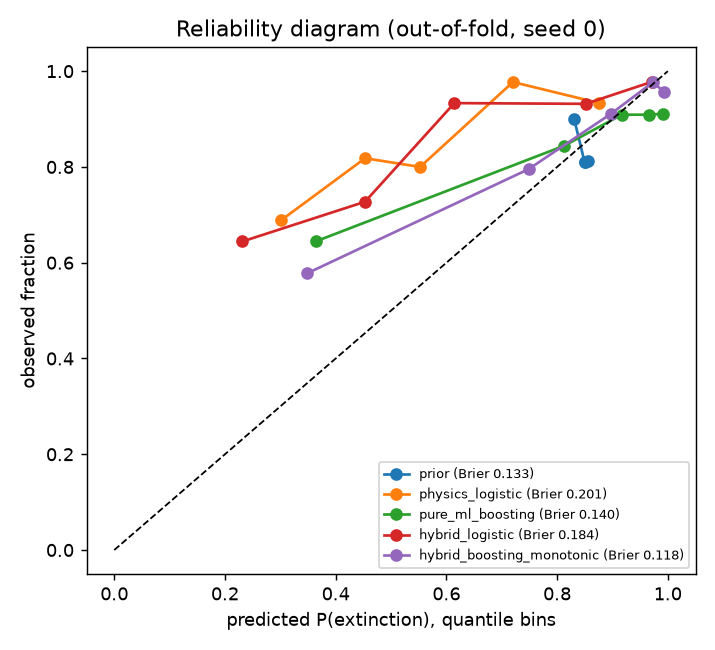 Reliability diagram (out-of-fold, seed 0)
1.0
0.8
0.6
0.4
0.2
0.0
observed fraction
prior (Brier 0.133)
physics_logistic (Brier 0.201)
pure_ml_boosting (Brier 0.140)
hybrid_logistic (Brier 0.184)
hybrid_boosting_monotonic (Brier 0.118)
0.0 0.2 0.4 0.6 0.8 1.0
predicted P(extinction), quantile bins